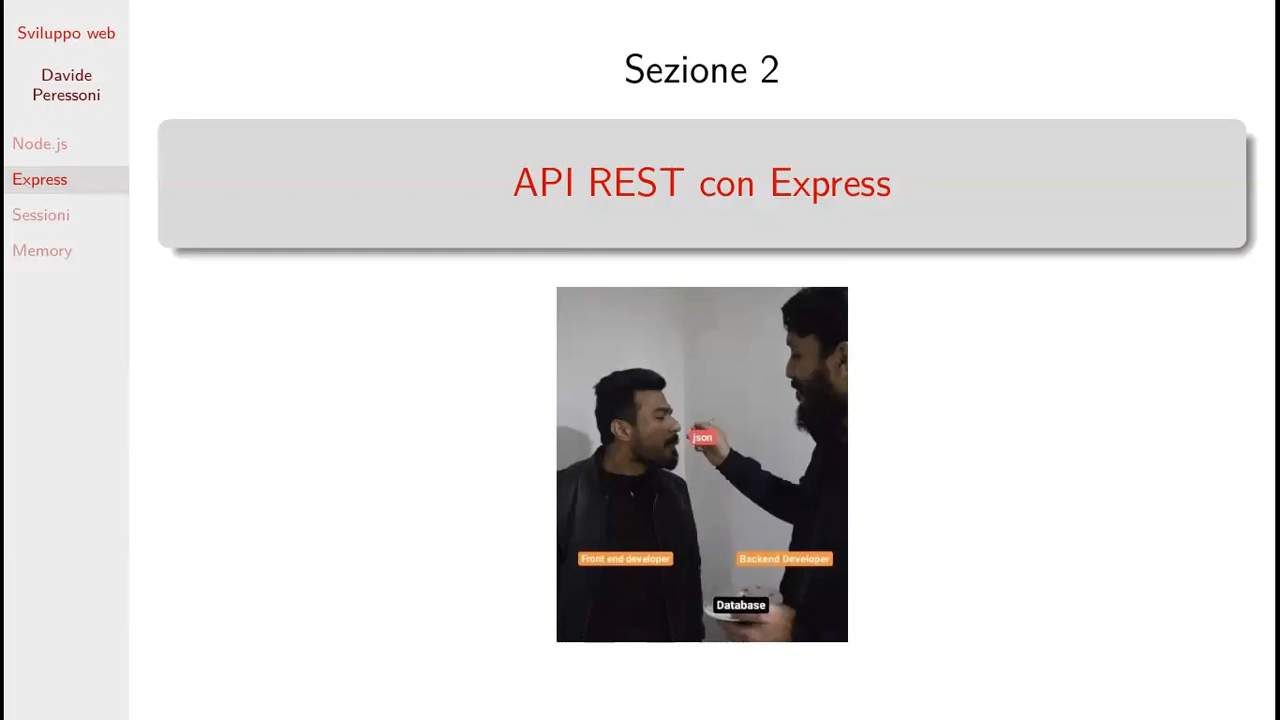 Sviluppo web
Davide
Peressoni
Node.js
Express
Sessioni
Memory
Sezione 2
API REST con Express
json
Front end developer
Backend Developer
Database